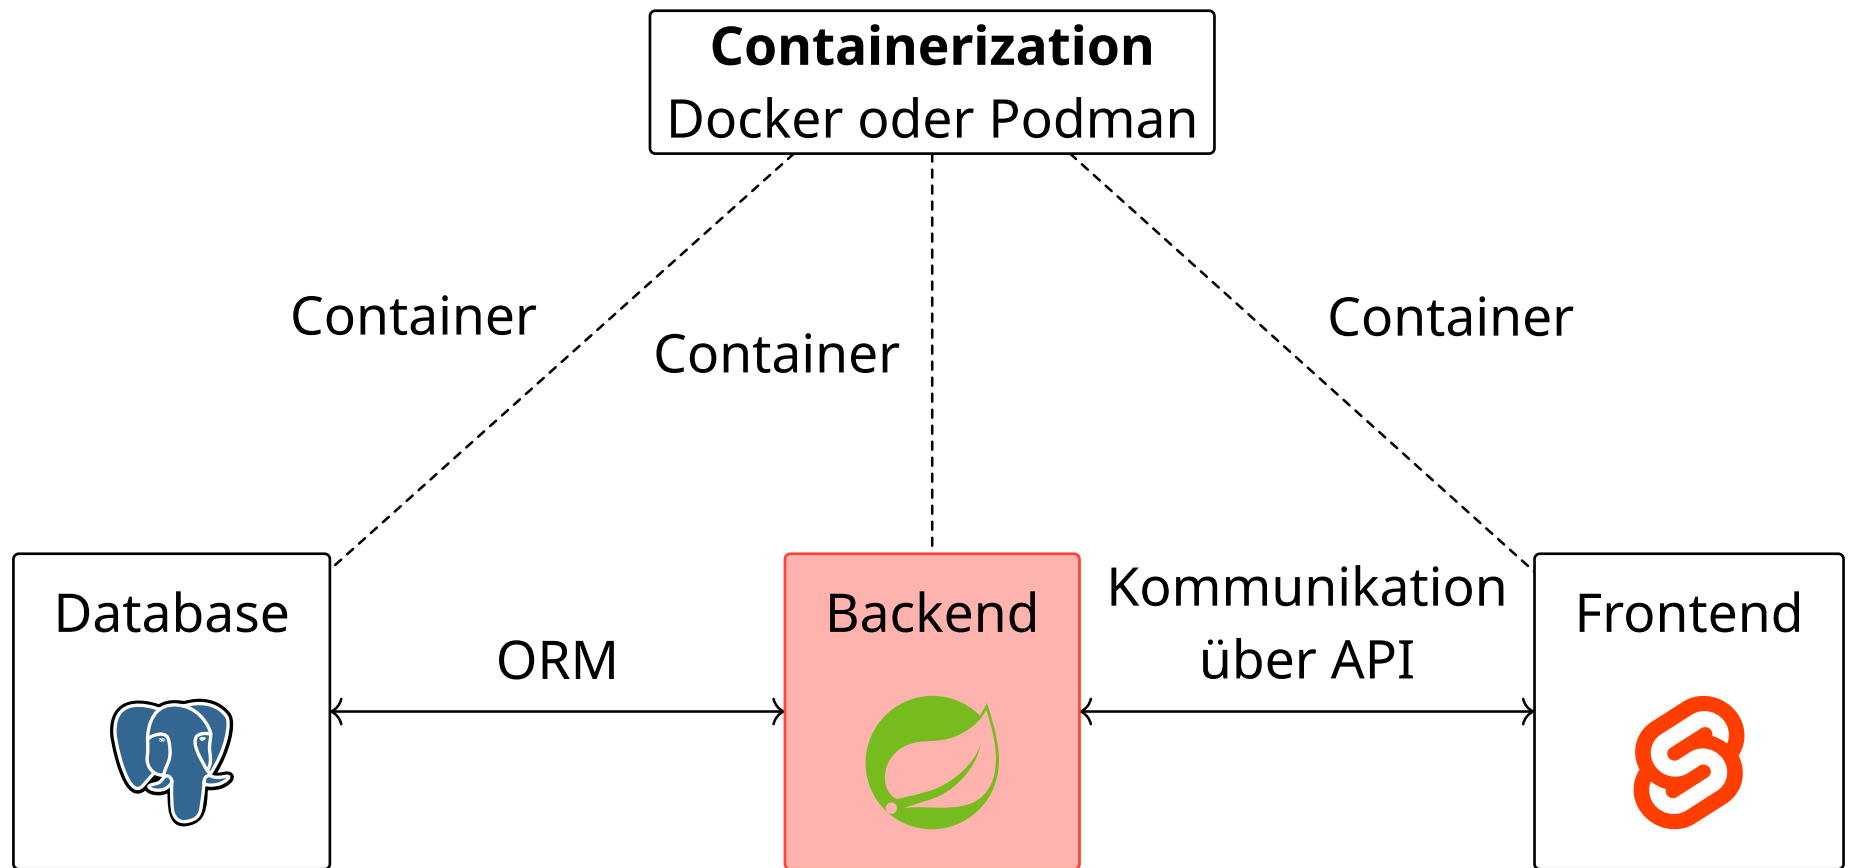 Containerization
Docker oder Podman
Container
Container
Container
Database
ORM
Backend
Kommunikation
über API
Frontend